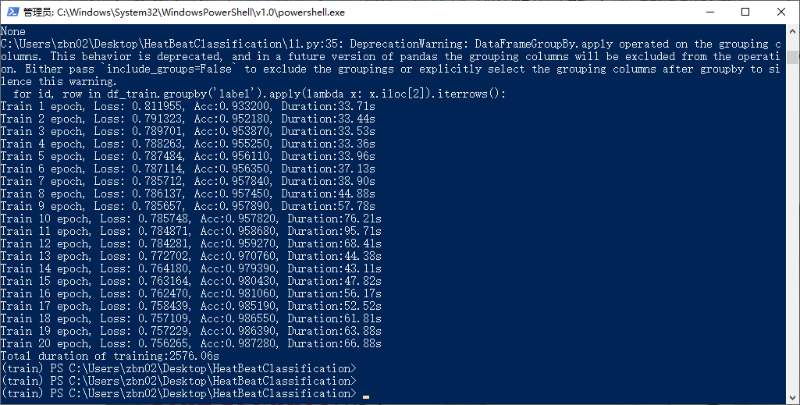 管理员: C:\Windows\System32\WindowsPowerShell\v1.0\powershell.exe
None
C:\Users\zbn02\Desktop\HeatBeatClassification\11.py:35: DeprecationWarning: DataFrameGroupBy.apply operated on the grouping c
olumns. This behavior is deprecated, and in a future version of pandas the grouping columns will be excluded from the operati
on. Either pass `include_groups=False` to exclude the groupings or explicitly select the grouping columns after groupby to si
lence this warning.
  for id, row in df_train.groupby('label').apply(lambda x: x.iloc[2]).iterrows():
Train 1 epoch, Loss: 0.811955, Acc:0.933200, Duration:33.71s
Train 2 epoch, Loss: 0.791323, Acc:0.952180, Duration:33.44s
Train 3 epoch, Loss: 0.789701, Acc:0.953870, Duration:33.53s
Train 4 epoch, Loss: 0.788263, Acc:0.955250, Duration:33.36s
Train 5 epoch, Loss: 0.787484, Acc:0.956110, Duration:33.96s
Train 6 epoch, Loss: 0.787114, Acc:0.956350, Duration:37.13s
Train 7 epoch, Loss: 0.785712, Acc:0.957840, Duration:38.90s
Train 8 epoch, Loss: 0.786137, Acc:0.957450, Duration:44.88s
Train 9 epoch, Loss: 0.785657, Acc:0.957890, Duration:57.78s
Train 10 epoch, Loss: 0.785748, Acc:0.957820, Duration:76.21s
Train 11 epoch, Loss: 0.784871, Acc:0.958680, Duration:95.71s
Train 12 epoch, Loss: 0.784281, Acc:0.959270, Duration:68.41s
Train 13 epoch, Loss: 0.772702, Acc:0.970760, Duration:44.38s
Train 14 epoch, Loss: 0.764180, Acc:0.979390, Duration:43.11s
Train 15 epoch, Loss: 0.763164, Acc:0.980430, Duration:47.82s
Train 16 epoch, Loss: 0.762470, Acc:0.981060, Duration:56.17s
Train 17 epoch, Loss: 0.758439, Acc:0.985190, Duration:52.52s
Train 18 epoch, Loss: 0.757109, Acc:0.986550, Duration:61.81s
Train 19 epoch, Loss: 0.757229, Acc:0.986390, Duration:63.88s
Train 20 epoch, Loss: 0.756265, Acc:0.987280, Duration:66.88s
Total duration of training:2576.06s
(train) PS C:\Users\zbn02\Desktop\HeatBeatClassification>
(train) PS C:\Users\zbn02\Desktop\HeatBeatClassification>
(train) PS C:\Users\zbn02\Desktop\HeatBeatClassification>